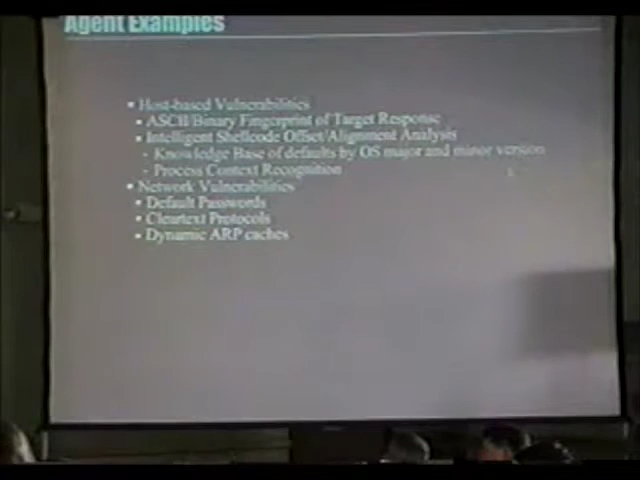 Agent Examples
▪ Host-based Vulnerabilities
▪ ASCII/Binary Fingerprint of Target Response
▪ Intelligent Shellcode Offset/Alignment Analysis
- Knowledge Base of defaults by OS major and minor version
- Process Context Recognition
▪ Network Vulnerabilities
▪ Default Passwords
▪ Cleartext Protocols
▪ Dynamic ARP caches